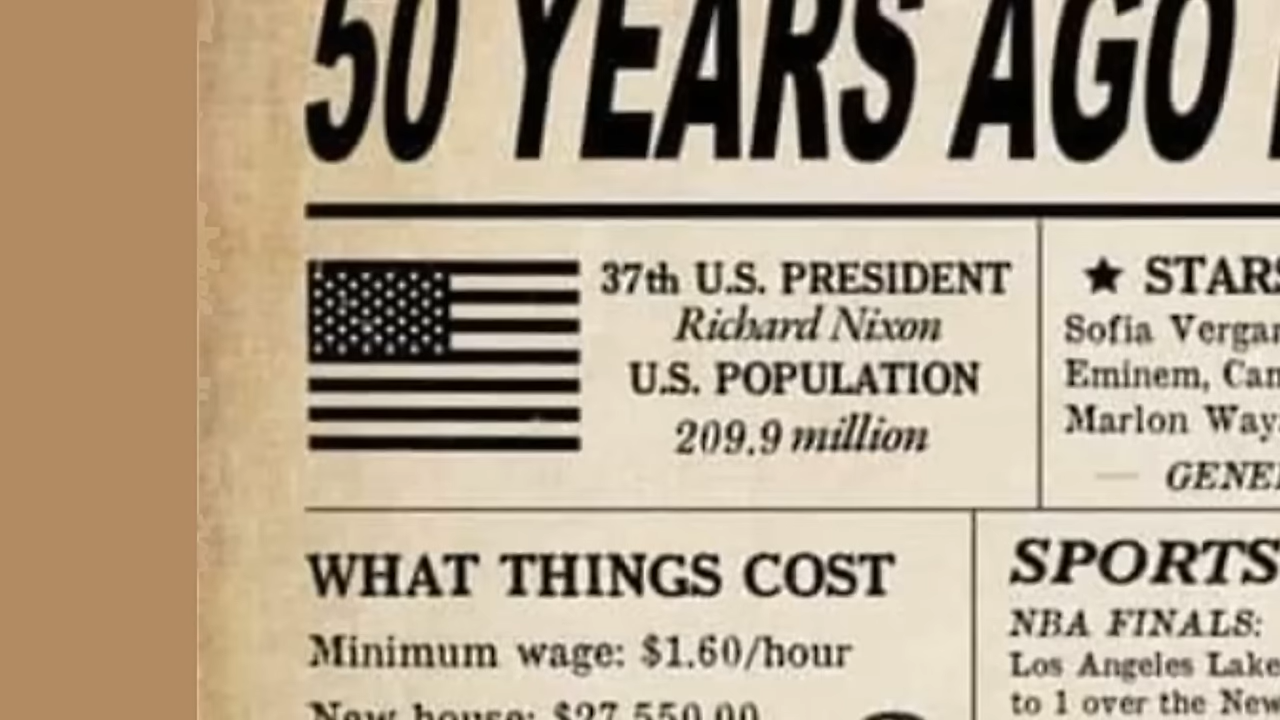 50 YEARS AGO
37th U.S. PRESIDENT
Richard Nixon
U.S. POPULATION
209.9 million
★ STARS
Sofia Vergar
Eminem, Cam
Marlon Way
GENE
WHAT THINGS COST
Minimum wage: $1.60/hour
New house: $27,550.00
SPORTS
NBA FINALS:
Los Angeles Lake
to 1 over the New